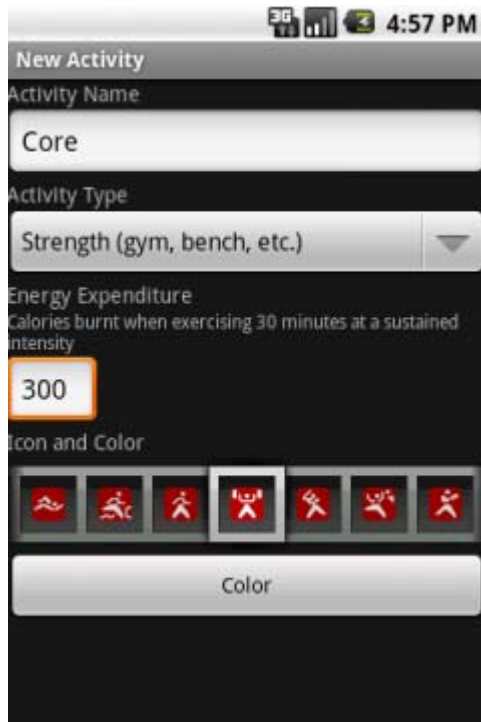 3G 4:57 PM
New Activity
Activity Name
Core
Activity Type
Strength (gym, bench, etc.)
Energy Expenditure
Calories burnt when exercising 30 minutes at a sustained
intensity
300
Icon and Color
Color